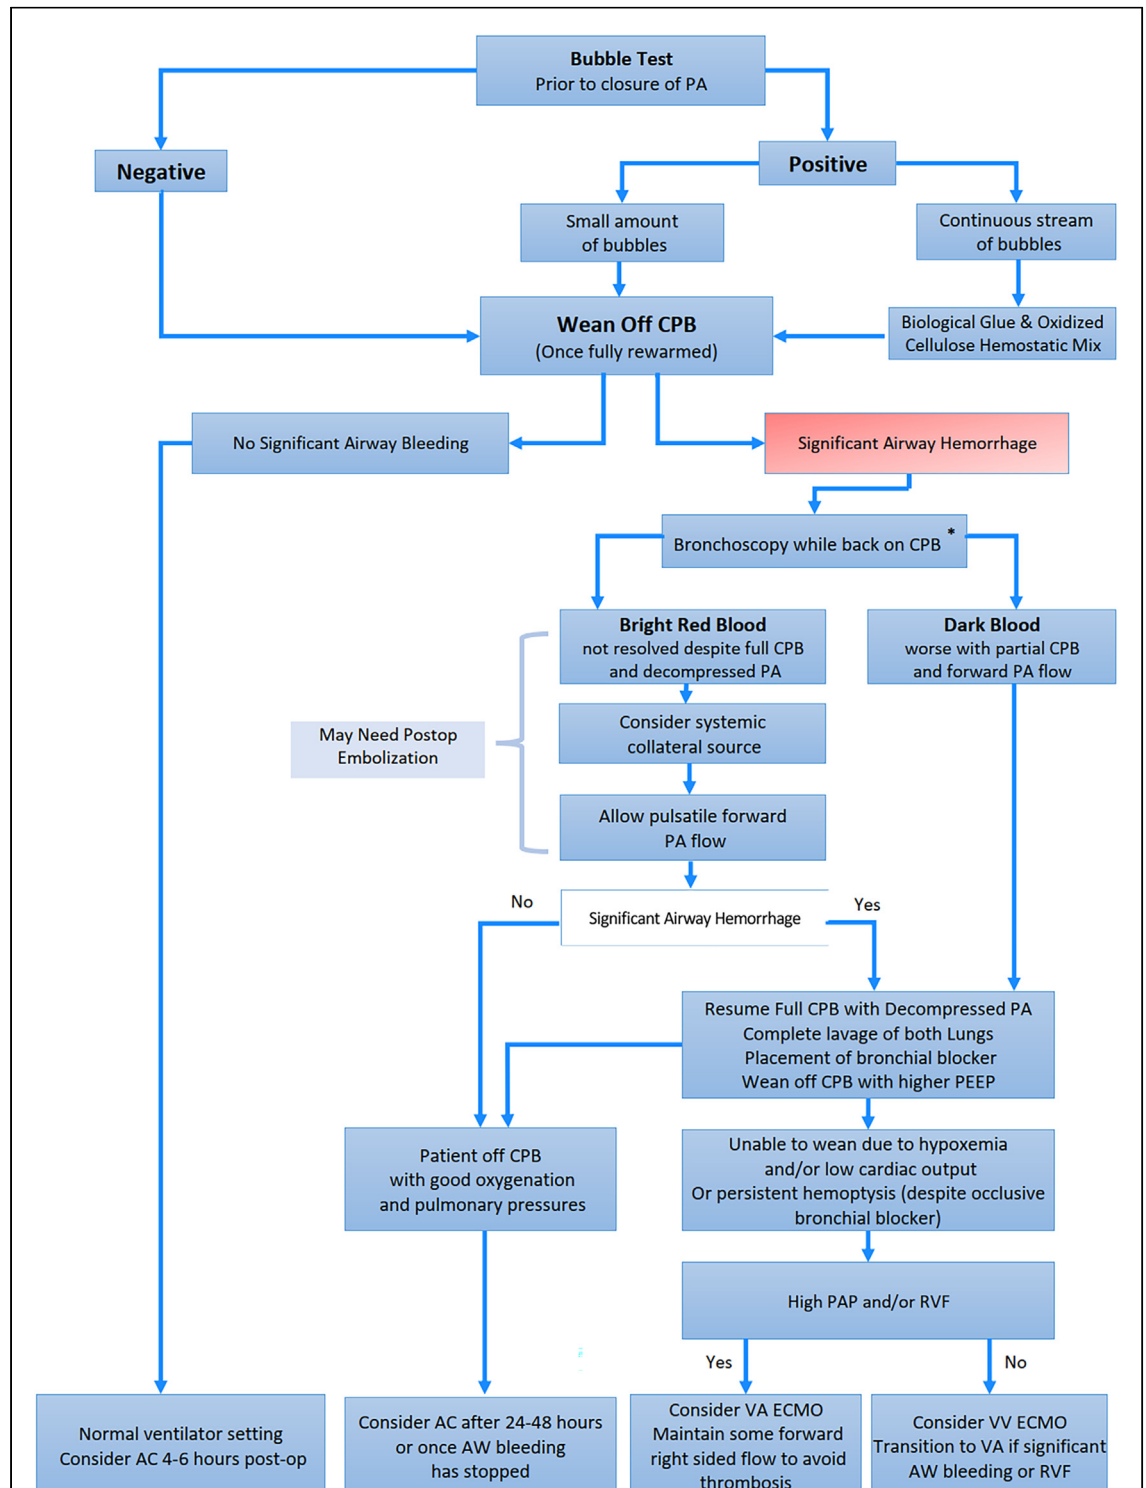 Bubble Test
Prior to closure of PA
Negative
Positive
Small amount
of bubbles
Continuous stream
of bubbles
Wean Off CPB
(Once fully rewarmed)
Biological Glue & Oxidized
Cellulose Hemostatic Mix
No Significant Airway Bleeding
Significant Airway Hemorrhage
Bronchoscopy while back on CPB *
Bright Red Blood
not resolved despite full CPB
and decompressed PA
Dark Blood
worse with partial CPB
and forward PA flow
May Need Postop
Embolization
Consider systemic
collateral source
Allow pulsatile forward
PA flow
No
Significant Airway Hemorrhage
Yes
Resume Full CPB with Decompressed PA
Complete lavage of both Lungs
Placement of bronchial blocker
Wean off CPB with higher PEEP
Patient off CPB
with good oxygenation
and pulmonary pressures
Unable to wean due to hypoxemia
and/or low cardiac output
Or persistent hemoptysis (despite occlusive
bronchial blocker)
High PAP and/or RVF
Yes
No
Normal ventilator setting
Consider AC 4-6 hours post-op
Consider AC after 24-48 hours
or once AW bleeding
has stopped
Consider VA ECMO
Maintain some forward
right sided flow to avoid
thrombosis
Consider VV ECMO
Transition to VA if significant
AW bleeding or RVF